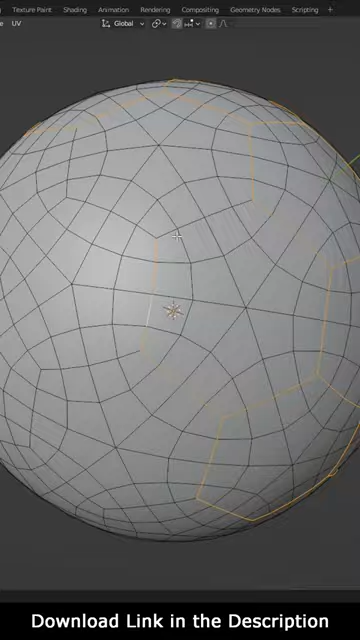 e Texture Paint Shading Animation Rendering Compositing Geometry Nodes Scripting +
e UV Global
Download Link in the Description